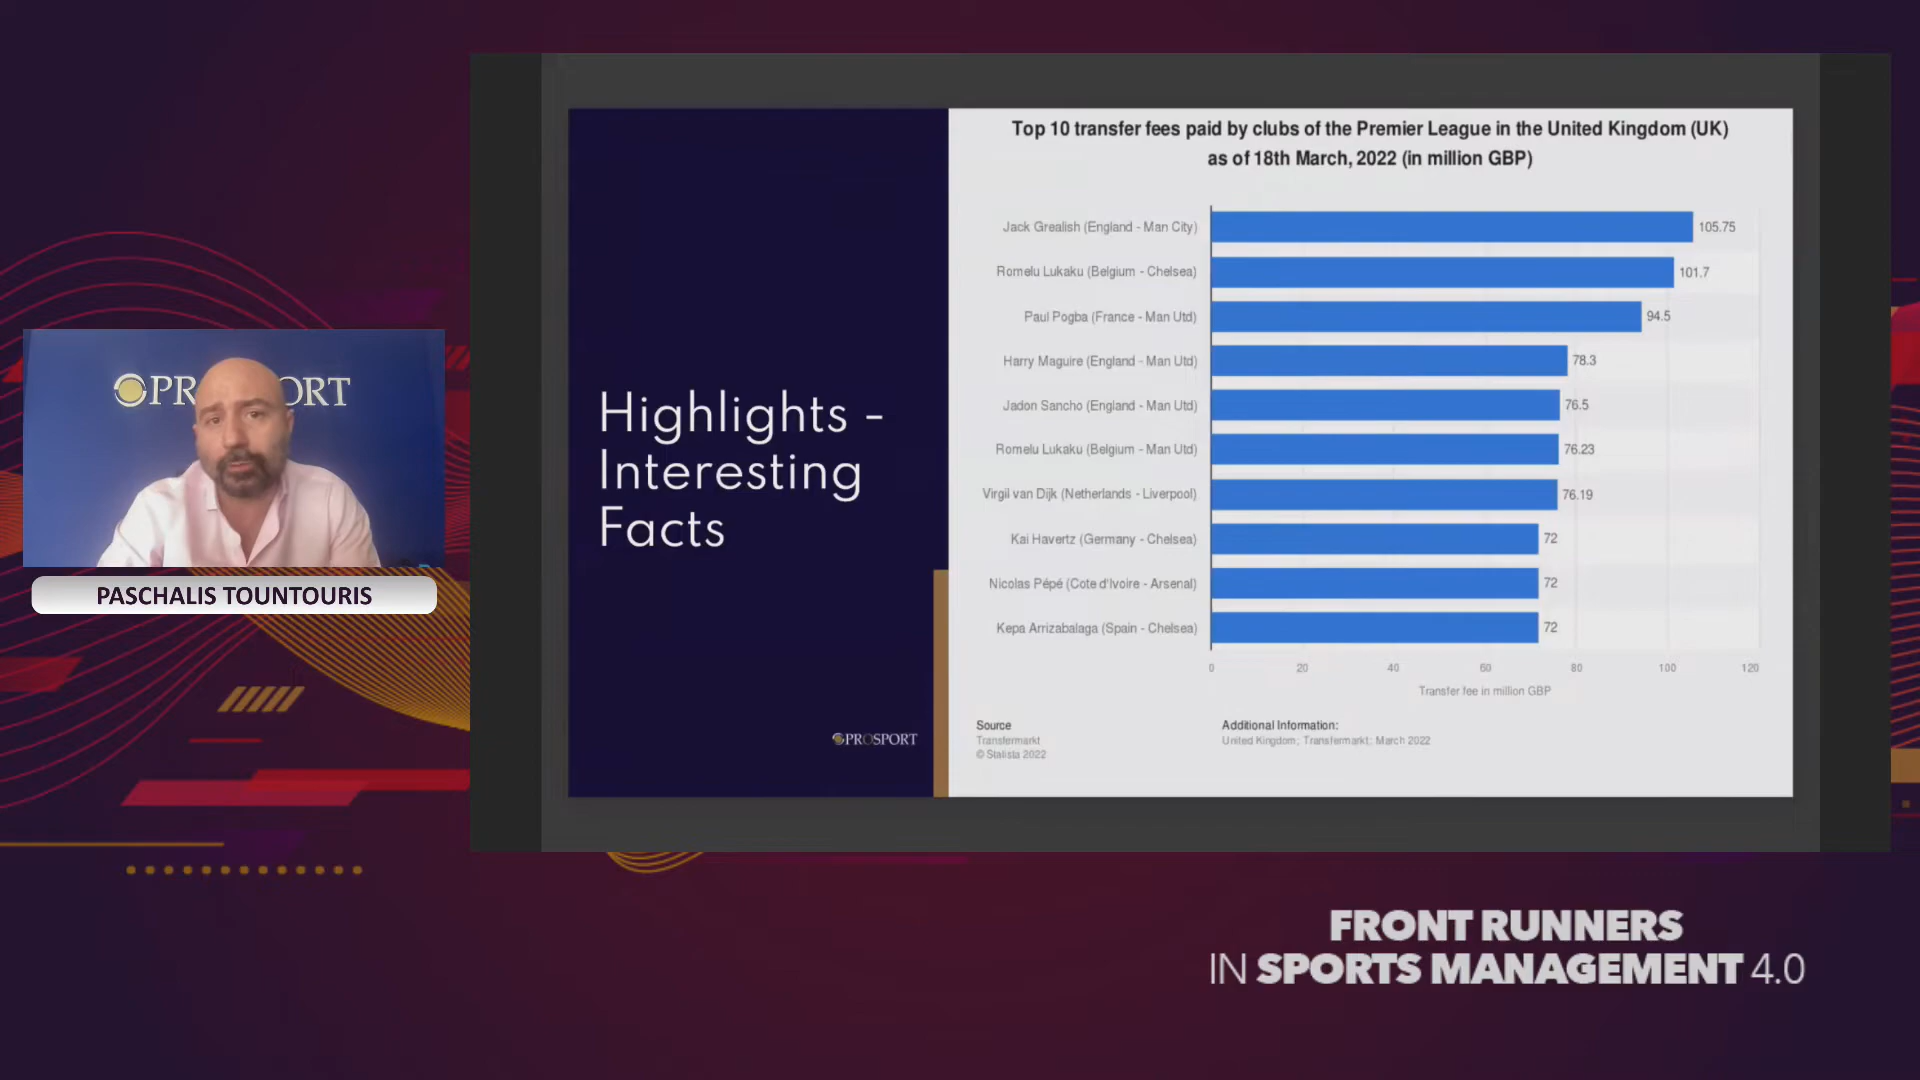 PROSPORT
PASCHALIS TOUNTOURIS
Highlights -
Interesting
Facts
PROSPORT
Top 10 transfer fees paid by clubs of the Premier League in the United Kingdom (UK)
as of 18th March, 2022 (in million GBP)
Jack Grealish (England - Man City) 105.75
Romelu Lukaku (Belgium - Chelsea) 101.7
Paul Pogba (France - Man Utd) 94.5
Harry Maguire (England - Man Utd) 78.3
Jadon Sancho (England - Man Utd) 76.5
Romelu Lukaku (Belgium - Man Utd) 76.23
Virgil van Dijk (Netherlands - Liverpool) 76.19
Kai Havertz (Germany - Chelsea) 72
Nicolas Pépé (Cote d'Ivoire - Arsenal) 72
Kepa Arrizabalaga (Spain - Chelsea) 72
0 20 40 60 80 100 120
Transfer fee in million GBP
Source
Transfermarkt
© Statista 2022
Additional Information:
United Kingdom; Transfermarkt; March 2022
FRONT RUNNERS
IN SPORTS MANAGEMENT 4.0